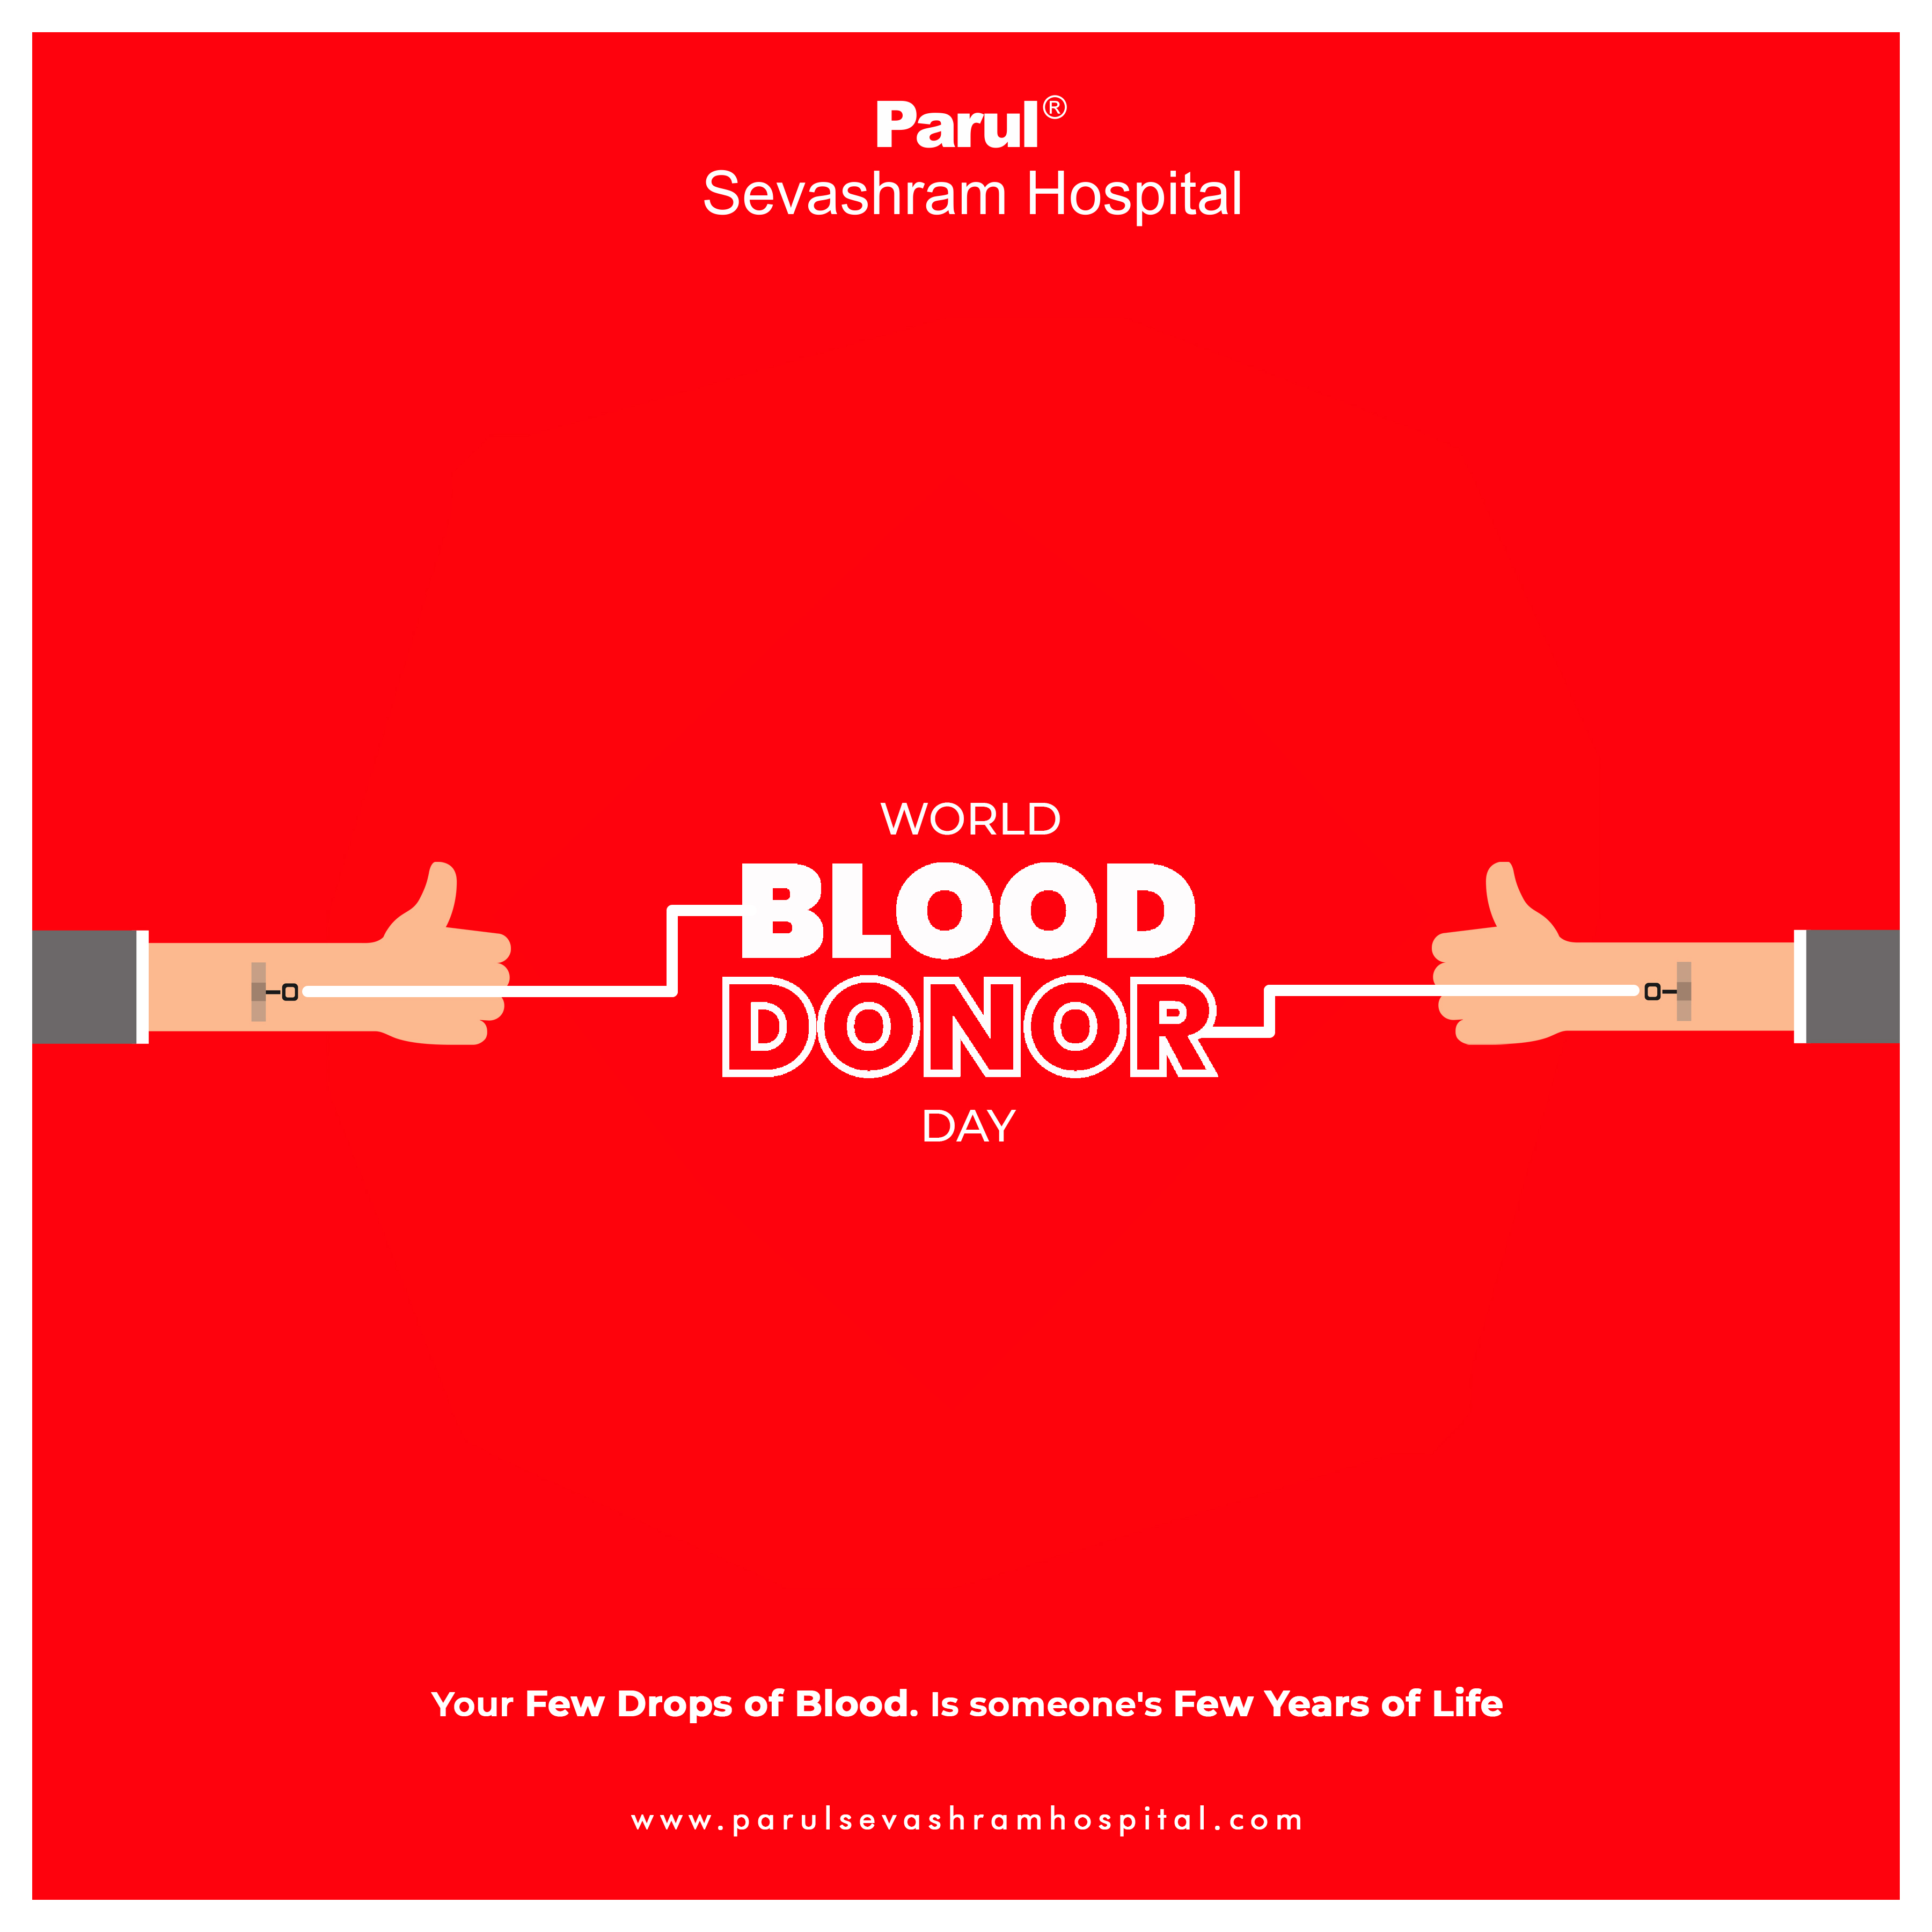 Parul®
Sevashram Hospital
WORLD
BLOOD
DONOR
DAY
Your Few Drops of Blood. Is someone's Few Years of Life
www.parulsevashramhospital.com